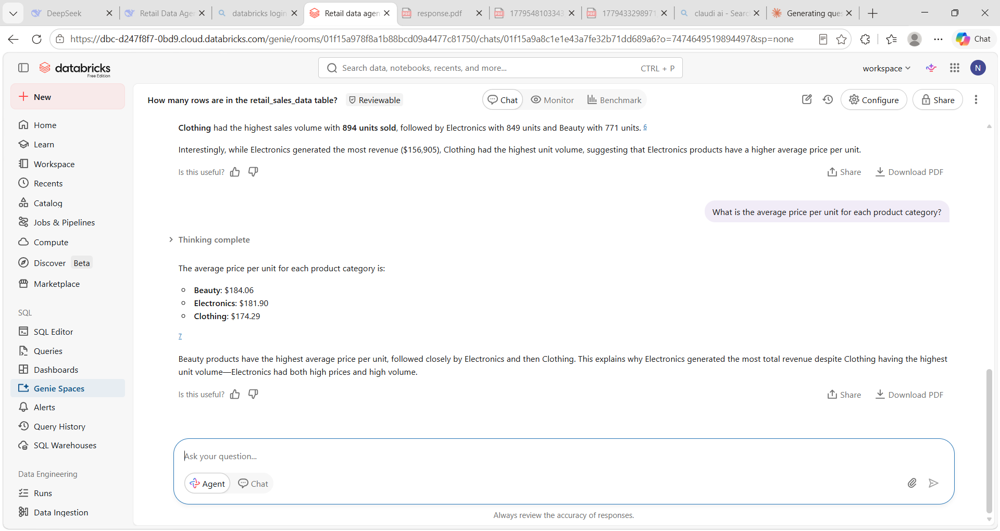 DeepSeek
Retail Data Agen
databricks login
Retail data agen
response.pdf
1779548103343
1779433298971
claudi ai - Searc
Generating ques
https://dbc-d247f8f7-0bd9.cloud.databricks.com/genie/rooms/01f15a978f8a1b88bcd09a4477c81750/chats/01f15a9a8c1e1e43a7fe32b71dd689a6?o=7474649519894497&sp=none
Chat
databricks
Free Edition
Search data, notebooks, recents, and more...
CTRL + P
workspace
N
New
Home
Learn
Workspace
Recents
Catalog
Jobs & Pipelines
Compute
Discover Beta
Marketplace
SQL
SQL Editor
Queries
Dashboards
Genie Spaces
Alerts
Query History
SQL Warehouses
Data Engineering
Runs
Data Ingestion
How many rows are in the retail_sales_data table?
Reviewable
Chat
Monitor
Benchmark
Configure
Share
Clothing had the highest sales volume with 894 units sold, followed by Electronics with 849 units and Beauty with 771 units. 6
Interestingly, while Electronics generated the most revenue ($156,905), Clothing had the highest unit volume, suggesting that Electronics products have a higher average price per unit.
Is this useful?
Share
Download PDF
What is the average price per unit for each product category?
Thinking complete
The average price per unit for each product category is:
Beauty: $184.06
Electronics: $181.90
Clothing: $174.29
7
Beauty products have the highest average price per unit, followed closely by Electronics and then Clothing. This explains why Electronics generated the most total revenue despite Clothing having the highest
unit volume—Electronics had both high prices and high volume.
Is this useful?
Share
Download PDF
Ask your question...
Agent
Chat
Always review the accuracy of responses.